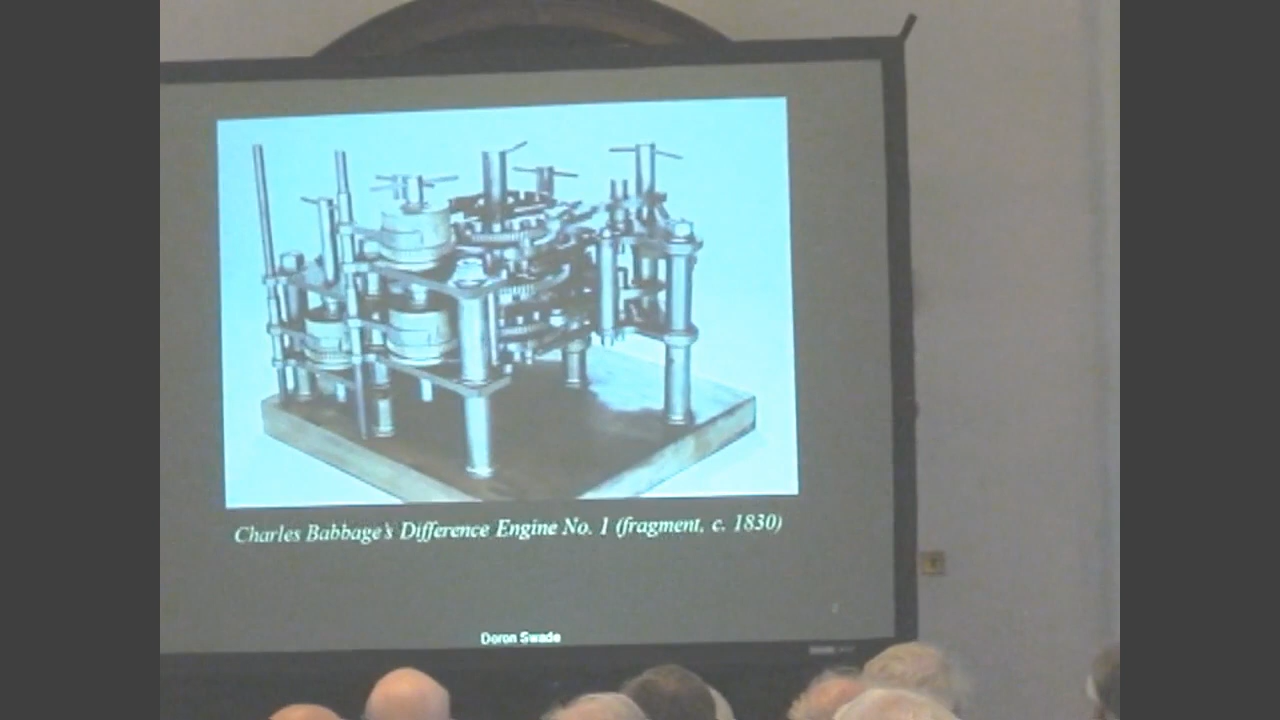 Charles Babbage's Difference Engine No. 1 (fragment, c. 1830)
Doron Swade